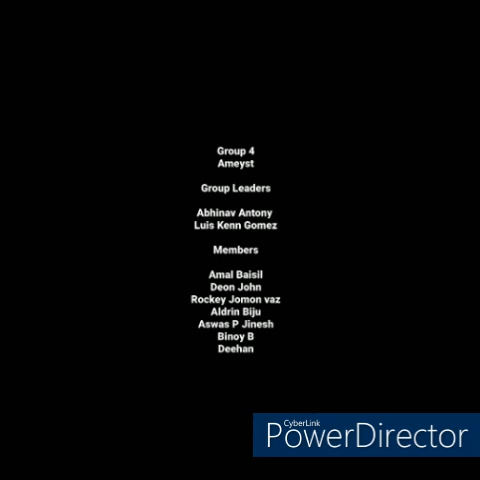 Group 4
Ameyst
Group Leaders
Abhinav Antony
Luis Kenn Gomez
Members
Amal Baisil
Deon John
Rockey Jomon vaz
Aldrin Biju
Aswas P Jinesh
Binoy B
Deehan
CyberLink
PowerDirector